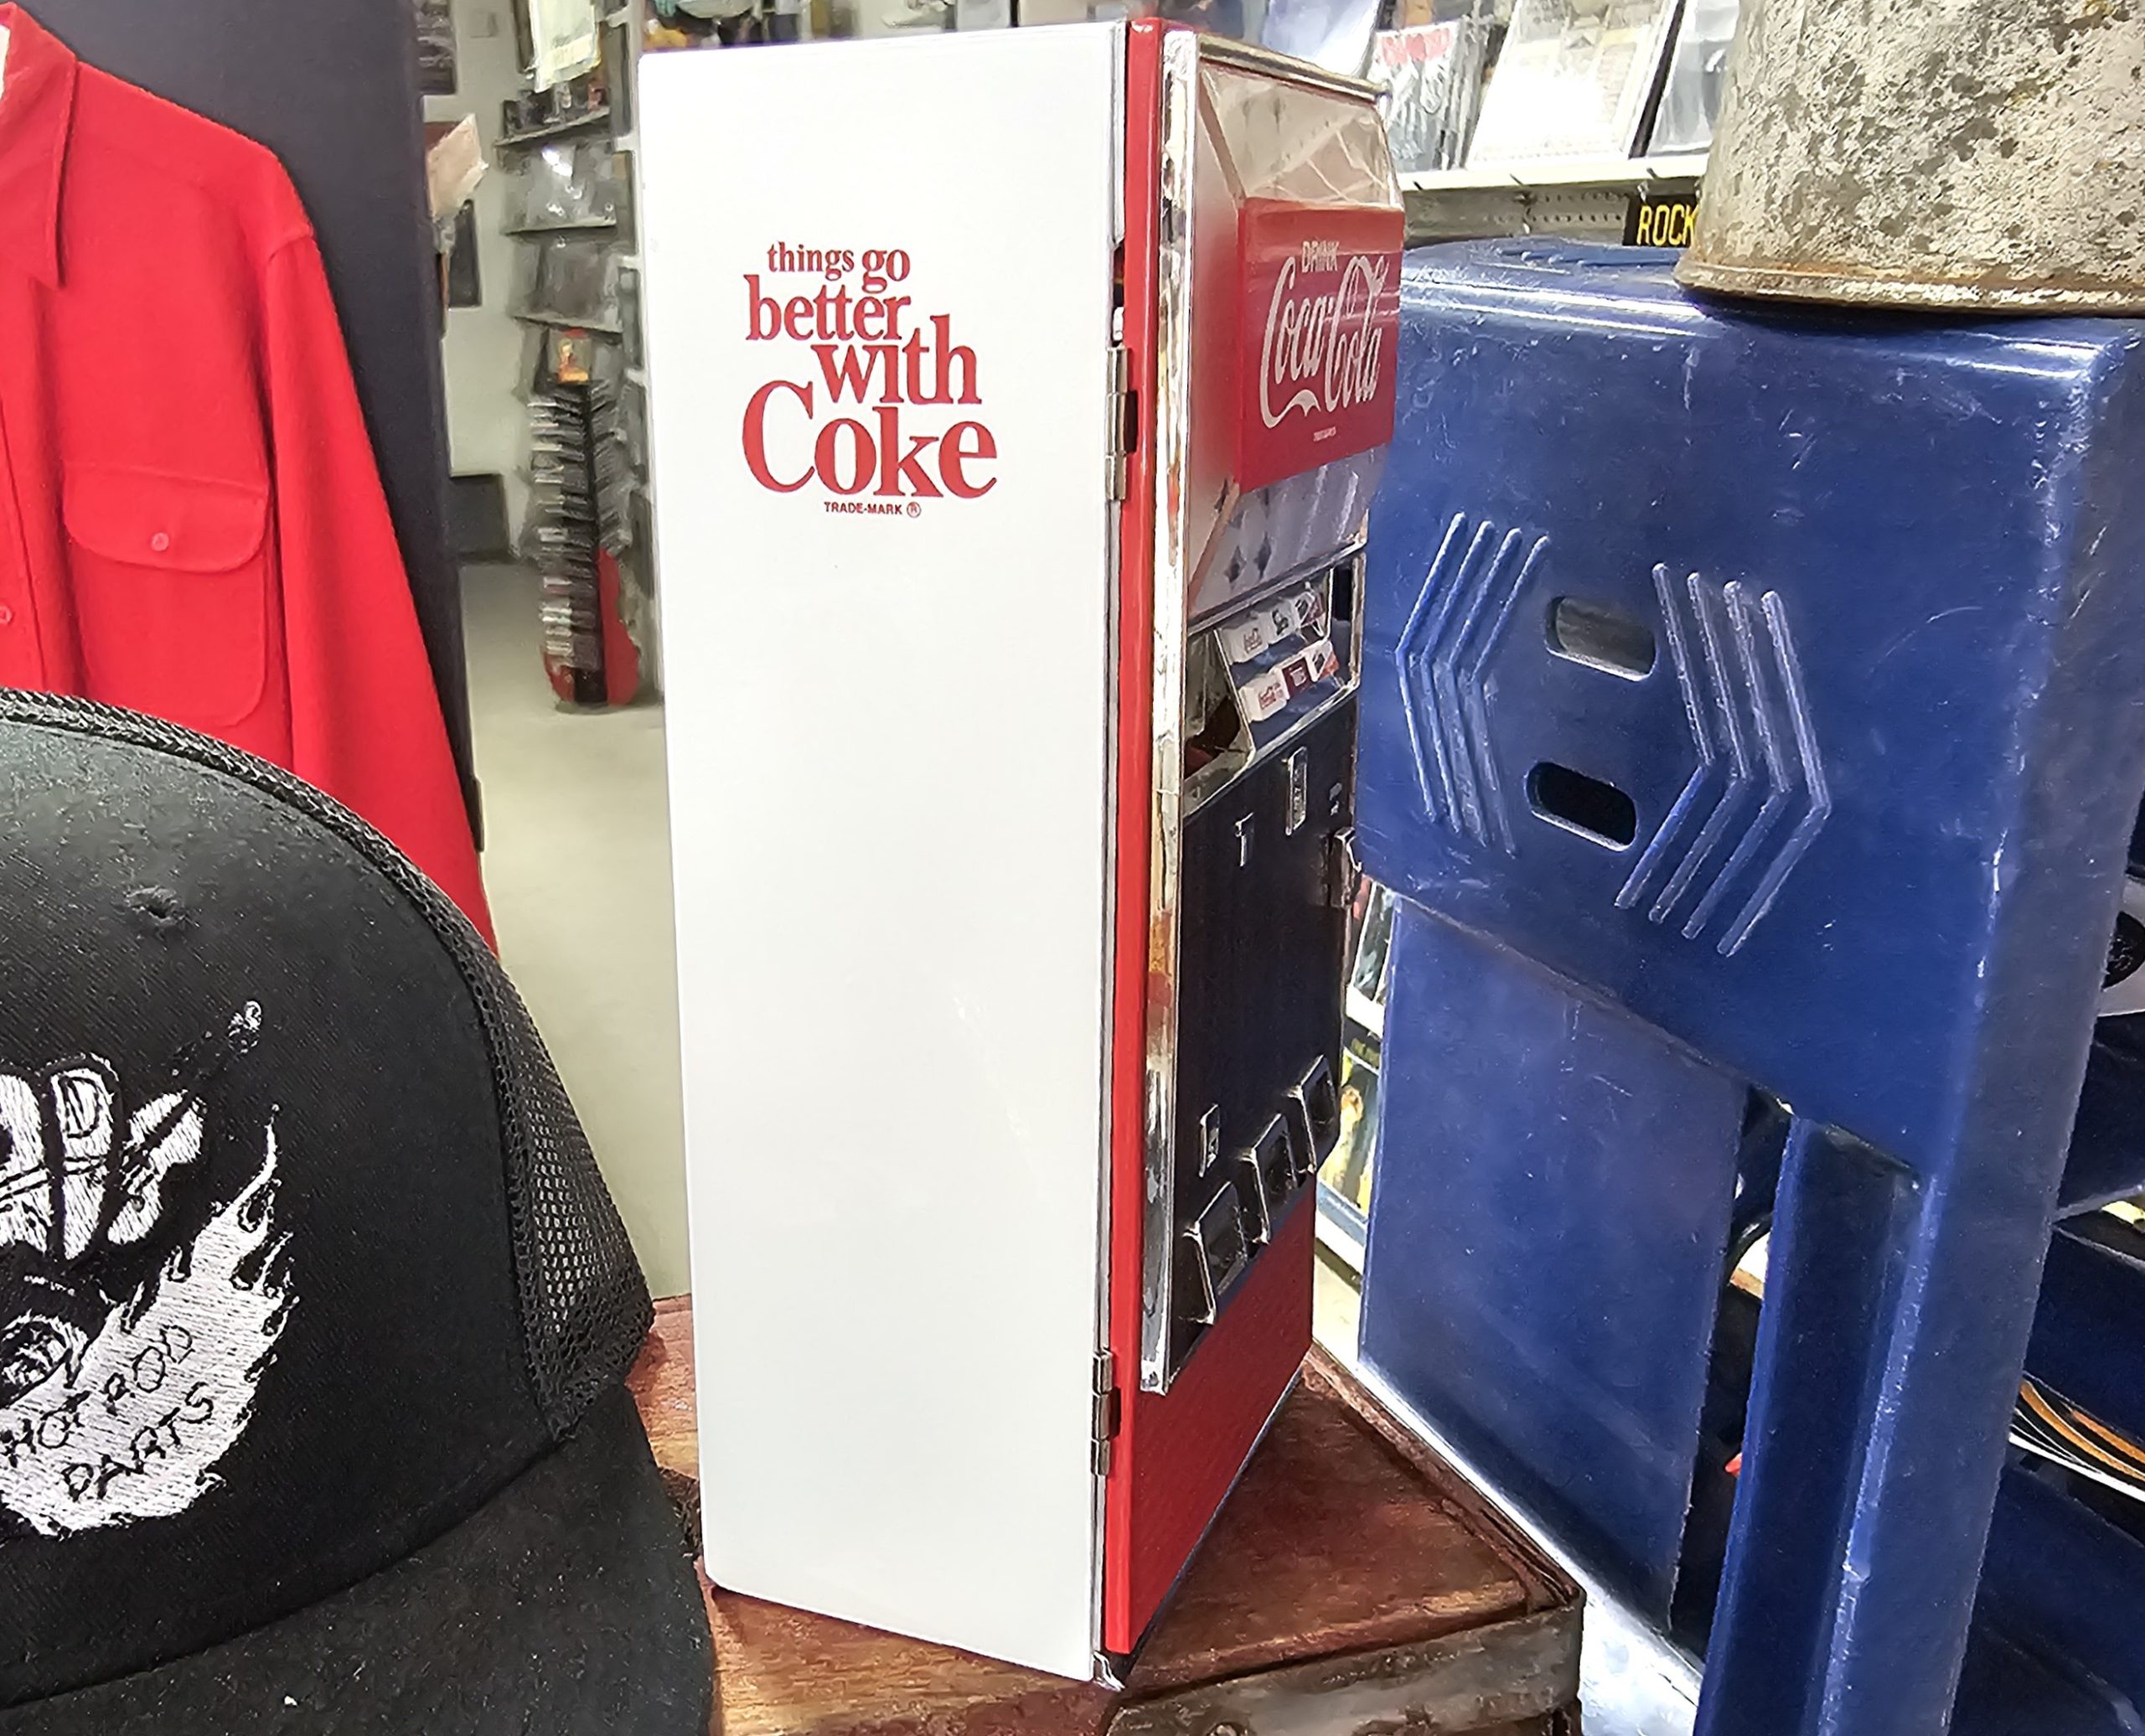 things go
better
with
Coke
TRADE-MARK ®
DRINK
Coca-Cola
ROCK
HOT ROD
PARTS